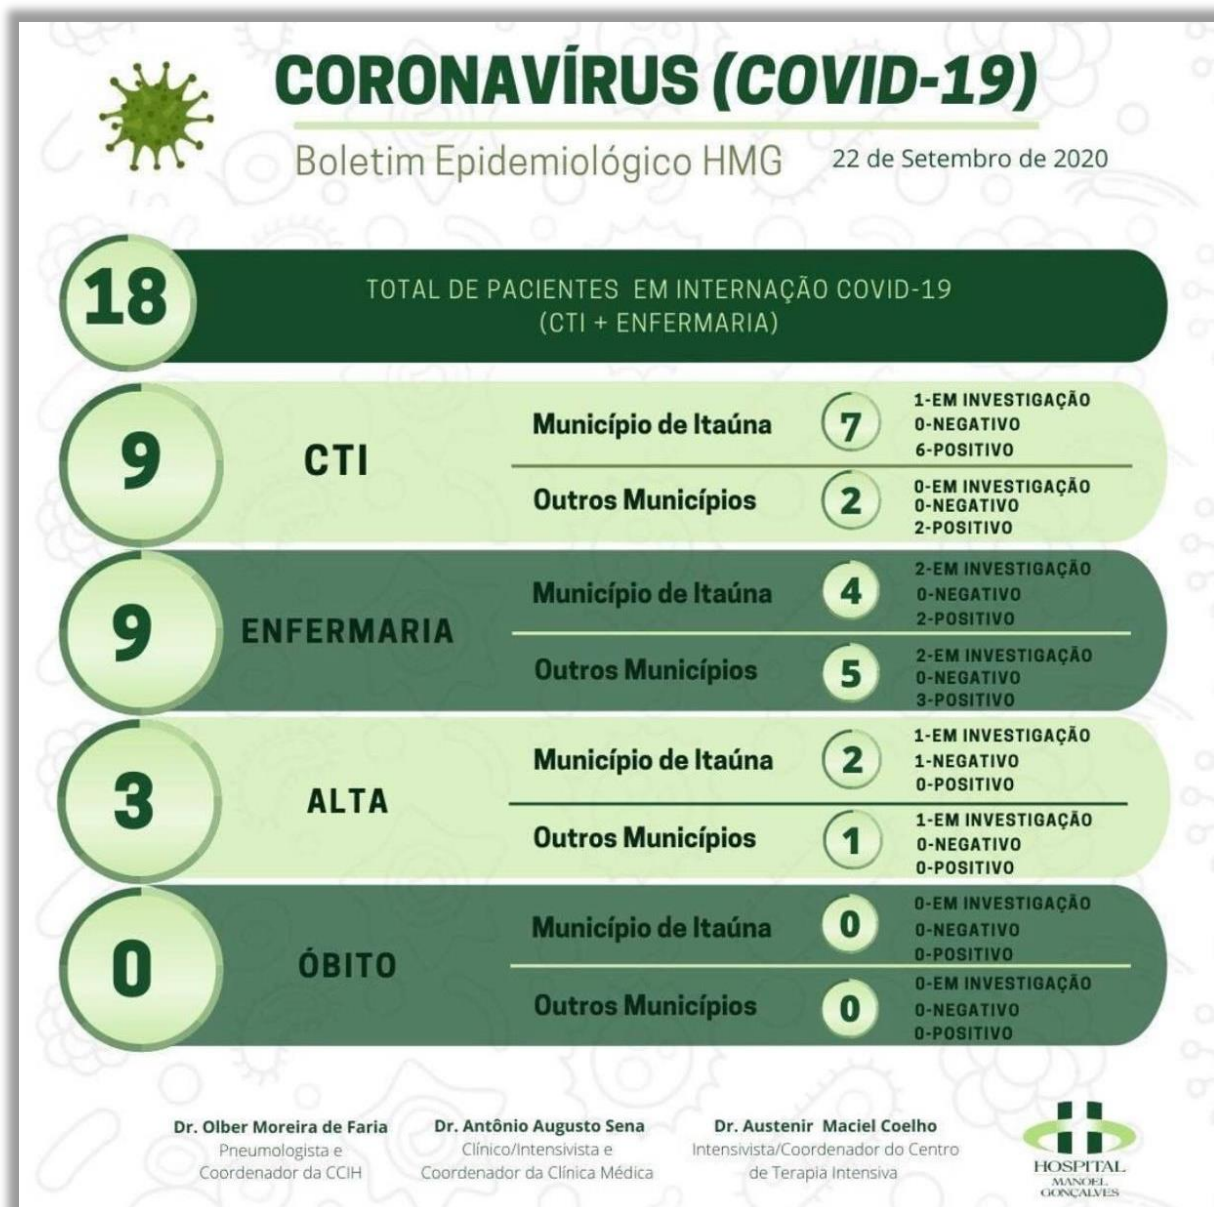 CORONAVÍRUS (COVID-19)
Boletim Epidemiológico HMG
22 de Setembro de 2020
18
TOTAL DE PACIENTES EM INTERNAÇÃO COVID-19
(CTI + ENFERMARIA)
9
CTI
Município de Itaúna
7
1-EM INVESTIGAÇÃO
0-NEGATIVO
6-POSITIVO
Outros Municípios
2
0-EM INVESTIGAÇÃO
0-NEGATIVO
2-POSITIVO
9
ENFERMARIA
Município de Itaúna
4
2-EM INVESTIGAÇÃO
0-NEGATIVO
2-POSITIVO
Outros Municípios
5
2-EM INVESTIGAÇÃO
0-NEGATIVO
3-POSITIVO
3
ALTA
Município de Itaúna
2
1-EM INVESTIGAÇÃO
1-NEGATIVO
0-POSITIVO
Outros Municípios
1
1-EM INVESTIGAÇÃO
0-NEGATIVO
0-POSITIVO
0
ÓBITO
Município de Itaúna
0
0-EM INVESTIGAÇÃO
0-NEGATIVO
0-POSITIVO
Outros Municípios
0
0-EM INVESTIGAÇÃO
0-NEGATIVO
0-POSITIVO
Dr. Olber Moreira de Faria
Pneumologista e
Coordenador da CCIH
Dr. Antônio Augusto Sena
Clínico/Intensivista e
Coordenador da Clínica Médica
Dr. Austenir Maciel Coelho
Intensivista/Coordenador do Centro
de Terapia Intensiva
HOSPITAL
MANOEL
GONÇALVES